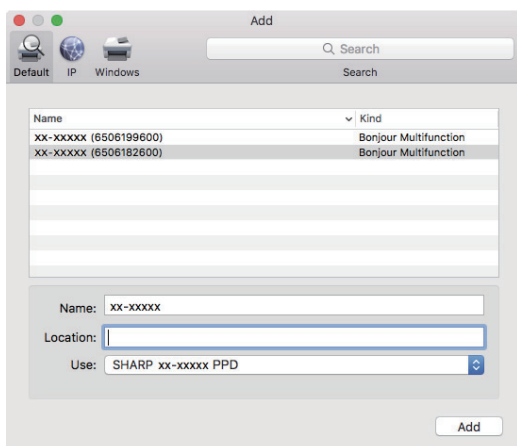 Add
Search
Default IP Windows Search
Name Kind
xx-xxxxx (6506199600) Bonjour Multifunction
xx-xxxxx (6506182600) Bonjour Multifunction
Name: xx-xxxxx
Location:
Use: SHARP xx-xxxxx PPD
Add